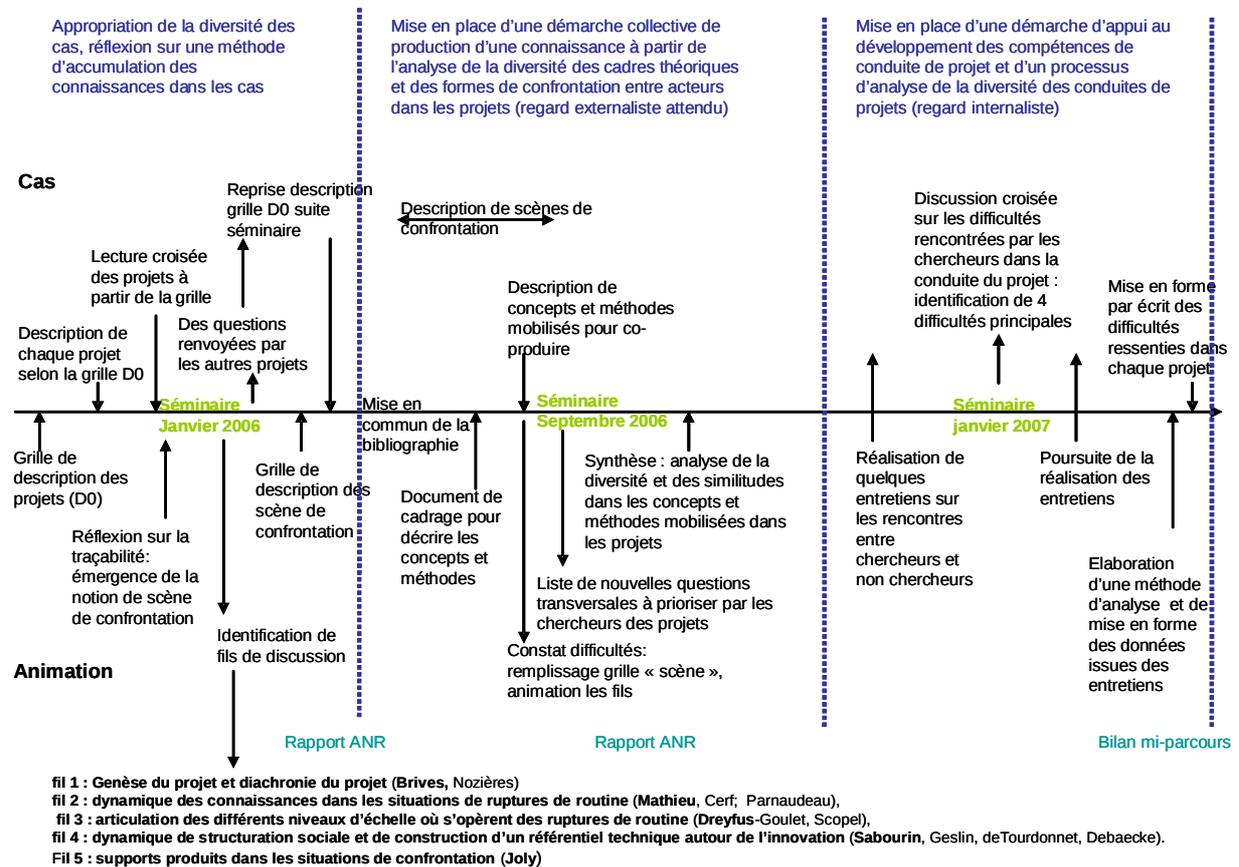 Appropriation de la diversité des
cas, réflexion sur une méthode
d’accumulation des
connaissances dans les cas
Mise en place d’une démarche collective de
production d’une connaissance à partir de
l’analyse de la diversité des cadres théoriques
et des formes de confrontation entre acteurs
dans les projets (regard externaliste attendu)
Mise en place d’une démarche d’appui au
développement des compétences de
conduite de projet et d’un processus
d’analyse de la diversité des conduites de
projets (regard internaliste)
Cas
Reprise description
grille D0 suite
séminaire
Lecture croisée
des projets à
partir de la grille
Description de
chaque projet
selon la grille D0
Des questions
renvoyées par
les autres projets
Description de scènes de
confrontation
Description de
concepts et méthodes
mobilisés pour co-
produire
Discussion croisée
sur les difficultés
rencontrées par les
chercheurs dans la
conduite du projet :
identification de 4
difficultés principales
Mise en forme
par écrit des
difficultés
ressenties dans
chaque projet
Séminaire
Janvier 2006
Mise en
commun de la
bibliographie
Séminaire
Septembre 2006
Séminaire
janvier 2007
Grille de
description des
projets (D0)
Réflexion sur la
traçabilité:
émergence de la
notion de scène
de confrontation
Grille de
description des
scène de
confrontation
Identification de
fils de discussion
Document de
cadrage pour
décrire les
concepts et
méthodes
Synthèse : analyse de la
diversité et des similitudes
dans les concepts et
méthodes mobilisées dans
les projets
Liste de nouvelles questions
transversales à prioriser par les
chercheurs des projets
Constat difficultés:
remplissage grille « scène »,
animation les fils
Réalisation de
quelques
entretiens sur
les rencontres
entre
chercheurs et
non chercheurs
Poursuite de la
réalisation des
entretiens
Elaboration
d’une méthode
d’analyse et de
mise en forme
des données
issues des
entretiens
Animation
Rapport ANR
Rapport ANR
Bilan mi-parcours
fil 1 : Genèse du projet et diachronie du projet (Brives, Nozières)
fil 2 : dynamique des connaissances dans les situations de ruptures de routine (Mathieu, Cerf; Parnaudeau),
fil 3 : articulation des différents niveaux d’échelle où s’opèrent des ruptures de routine (Dreyfus-Goulet, Scopel),
fil 4 : dynamique de structuration sociale et de construction d’un référentiel technique autour de l’innovation (Sabourin, Geslin, deTourdonnet, Debaecke).
Fil 5 : supports produits dans les situations de confrontation (Joly)